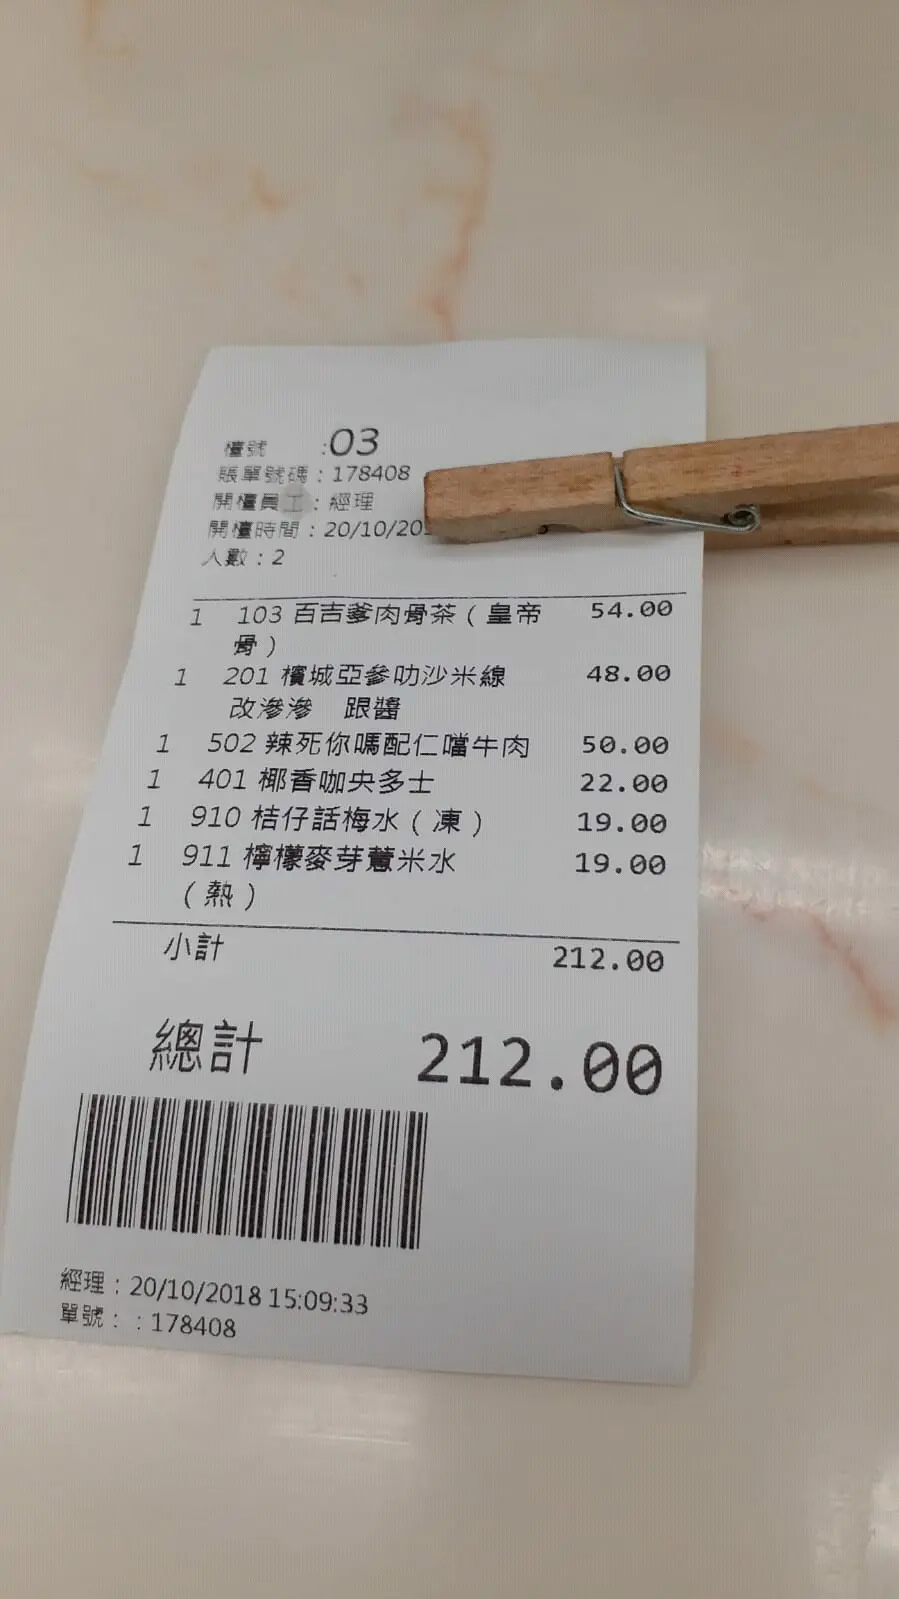 檯號 :03
賬單號碼：178408
開檯員工：經理
開檯時間：20/10/20
人數：2
1 103 百吉爹肉骨茶（皇帝 54.00
骨）
1 201 檳城亞參叻沙米線 48.00
改滲滲 跟醬
1 502 辣死你嗎配仁噹牛肉 50.00
1 401 椰香咖央多士 22.00
1 910 桔仔話梅水（凍） 19.00
1 911 檸檬麥芽薏米水 19.00
（熱）
小計 212.00
總計 212.00
經理：20/10/2018 15:09:33
單號：：178408